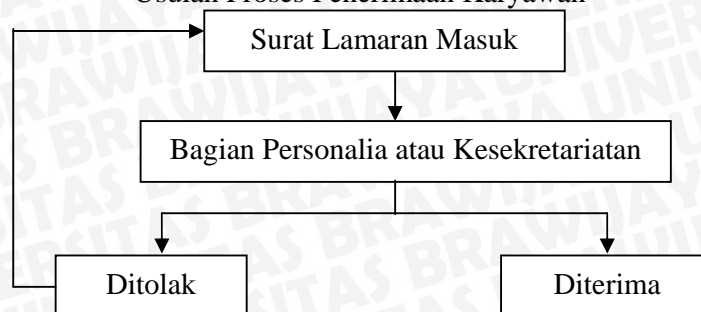 Usulan Proses Penerimaan Karyawan
Surat Lamaran Masuk
Bagian Personalia atau Kesekretariatan
Ditolak
Diterima